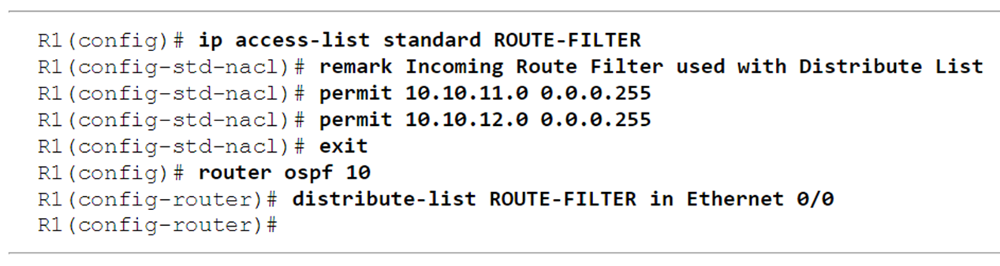 R1(config)# ip access-list standard ROUTE-FILTER
R1(config-std-nacl)# remark Incoming Route Filter used with Distribute List
R1(config-std-nacl)# permit 10.10.11.0 0.0.0.255
R1(config-std-nacl)# permit 10.10.12.0 0.0.0.255
R1(config-std-nacl)# exit
R1(config)# router ospf 10
R1(config-router)# distribute-list ROUTE-FILTER in Ethernet 0/0
R1(config-router)#